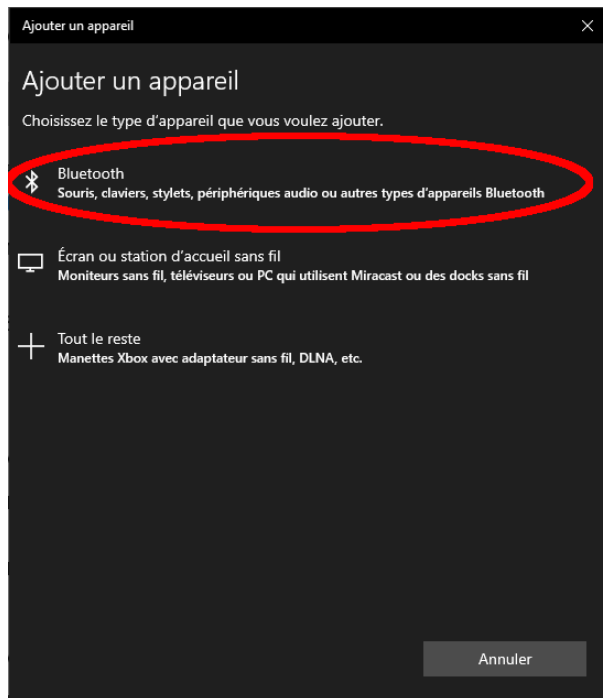 Ajouter un appareil
Ajouter un appareil
Choisissez le type d'appareil que vous voulez ajouter.
Bluetooth
Souris, claviers, stylets, périphériques audio ou autres types d'appareils Bluetooth
Écran ou station d'accueil sans fil
Moniteurs sans fil, téléviseurs ou PC qui utilisent Miracast ou des docks sans fil
Tout le reste
Manettes Xbox avec adaptateur sans fil, DLNA, etc.
Annuler